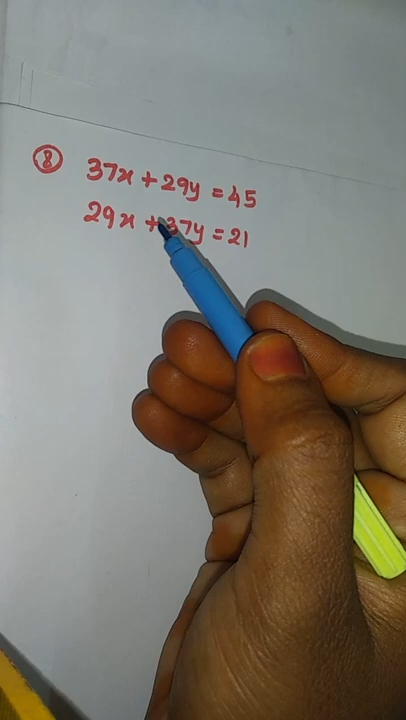 ⑧ 37x + 29y = 45
29x + 37y = 21